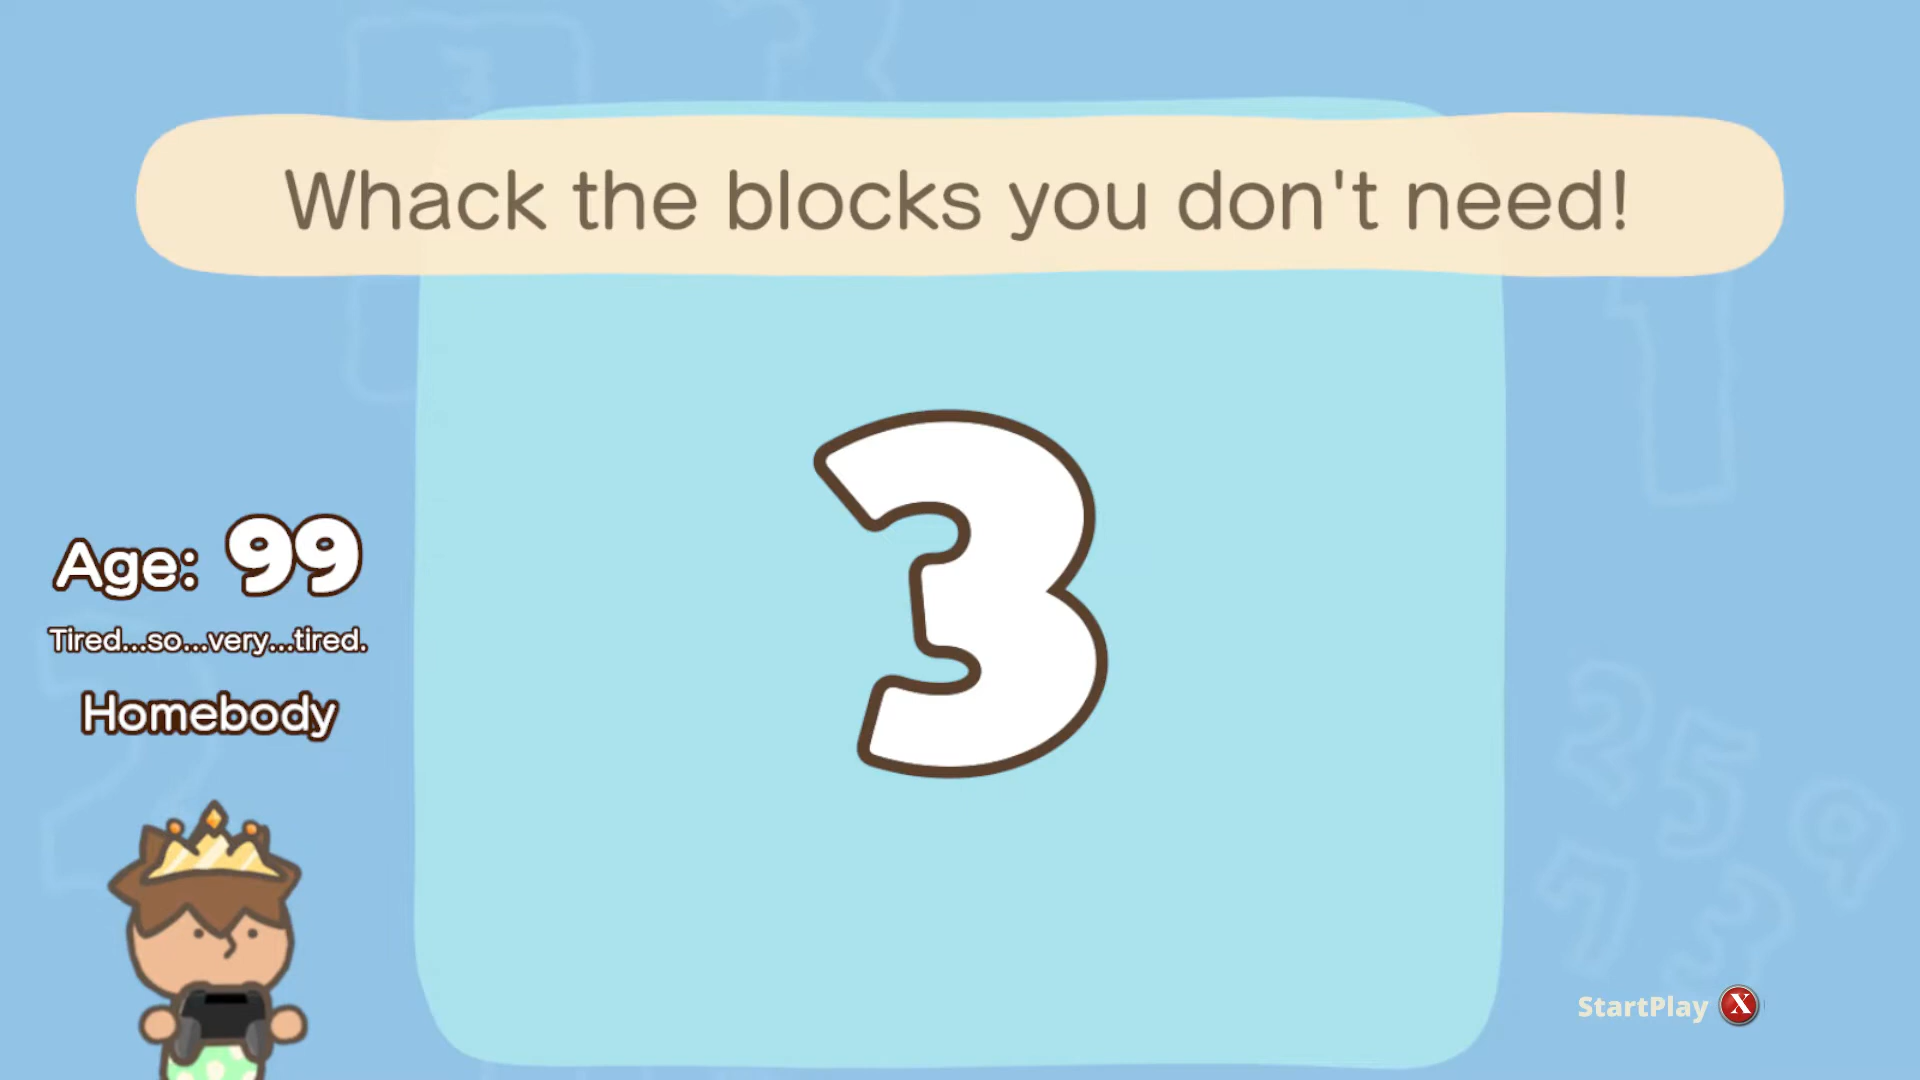 Whack the blocks you don't need!
3
Age: 99
Tired...so...very...tired.
Homebody
StartPlay X